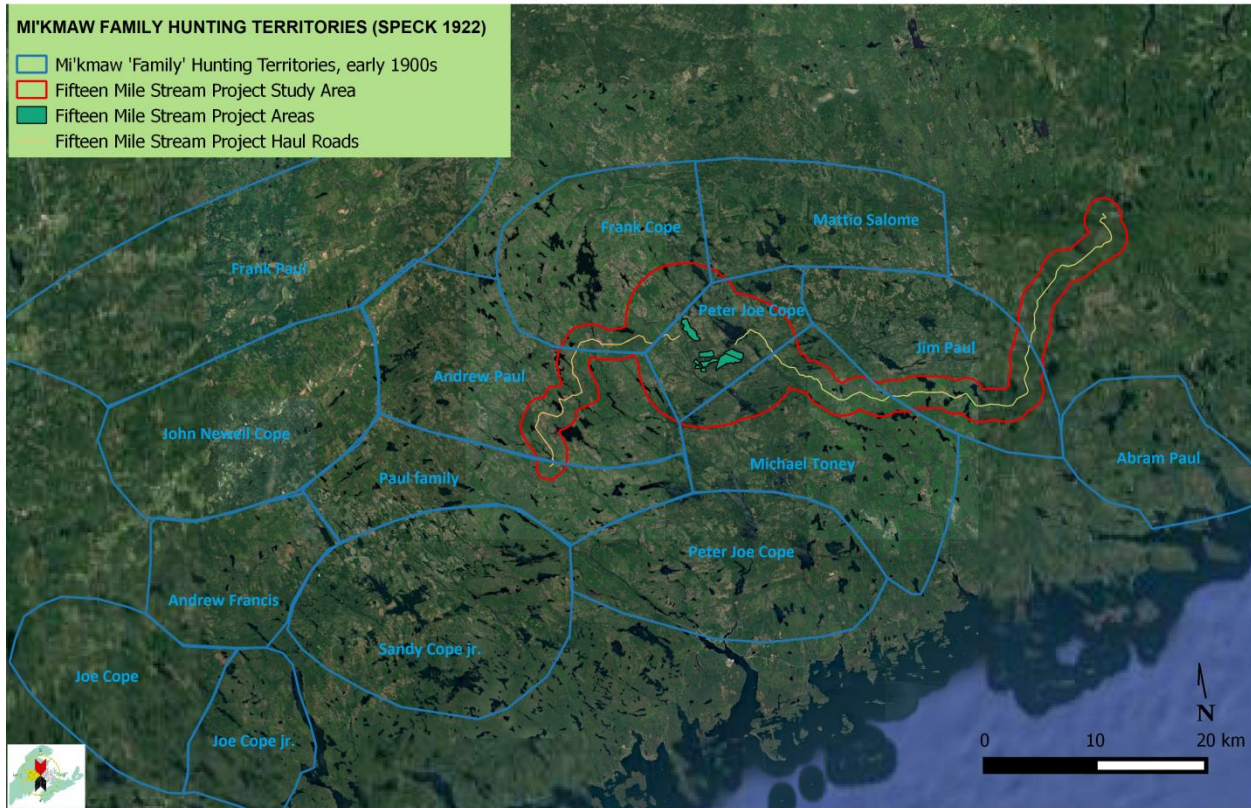 MI'KMAW FAMILY HUNTING TERRITORIES (SPECK 1922)
Mi'kmaw 'Family' Hunting Territories, early 1900s
Fifteen Mile Stream Project Study Area
Fifteen Mile Stream Project Areas
Fifteen Mile Stream Project Haul Roads
Frank Cope
Mattio Salome
Frank Paul
Peter Joe Cope
Jim Paul
Andrew Paul
John Newell Cope
Paul family
Michael Toney
Abram Paul
Peter Joe Cope
Andrew Francis
Sandy Cope jr.
Joe Cope
Joe Cope jr.
N
0 10 20 km